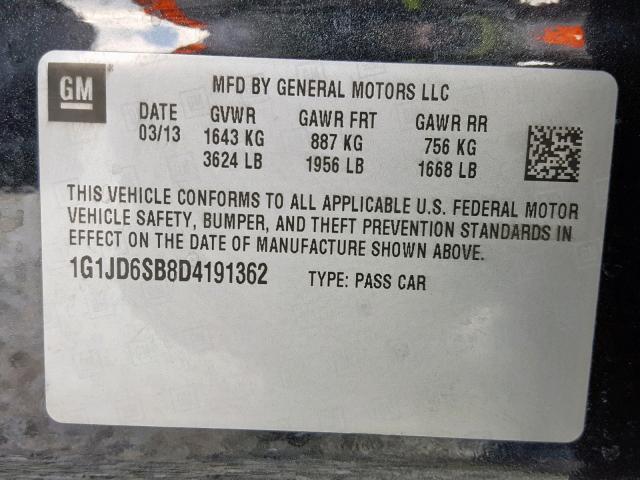 GM
MFD BY GENERAL MOTORS LLC
DATE GVWR GAWR FRT GAWR RR
03/13 1643 KG 887 KG 756 KG
3624 LB 1956 LB 1668 LB
THIS VEHICLE CONFORMS TO ALL APPLICABLE U.S. FEDERAL MOTOR
VEHICLE SAFETY, BUMPER, AND THEFT PREVENTION STANDARDS IN
EFFECT ON THE DATE OF MANUFACTURE SHOWN ABOVE.
1G1JD6SB8D4191362 TYPE: PASS CAR